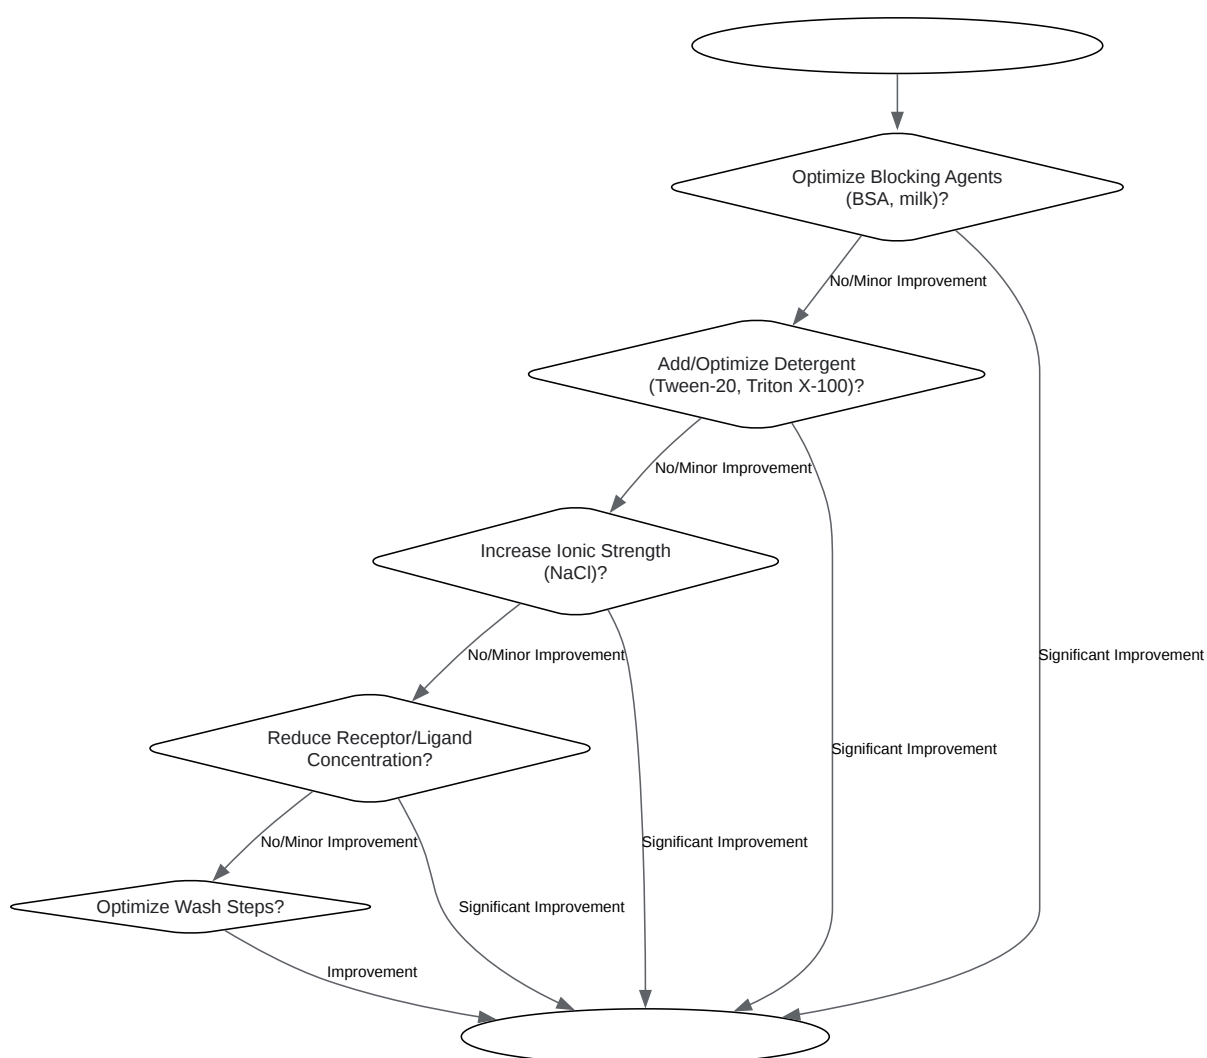 Optimize Blocking Agents
(BSA, milk)?
No/Minor Improvement
Add/Optimize Detergent
(Tween-20, Triton X-100)?
No/Minor Improvement
Increase Ionic Strength
(NaCl)?
No/Minor Improvement
Significant Improvement
Reduce Receptor/Ligand
Concentration?
Significant Improvement
No/Minor Improvement
Significant Improvement
Optimize Wash Steps?
Significant Improvement
Improvement